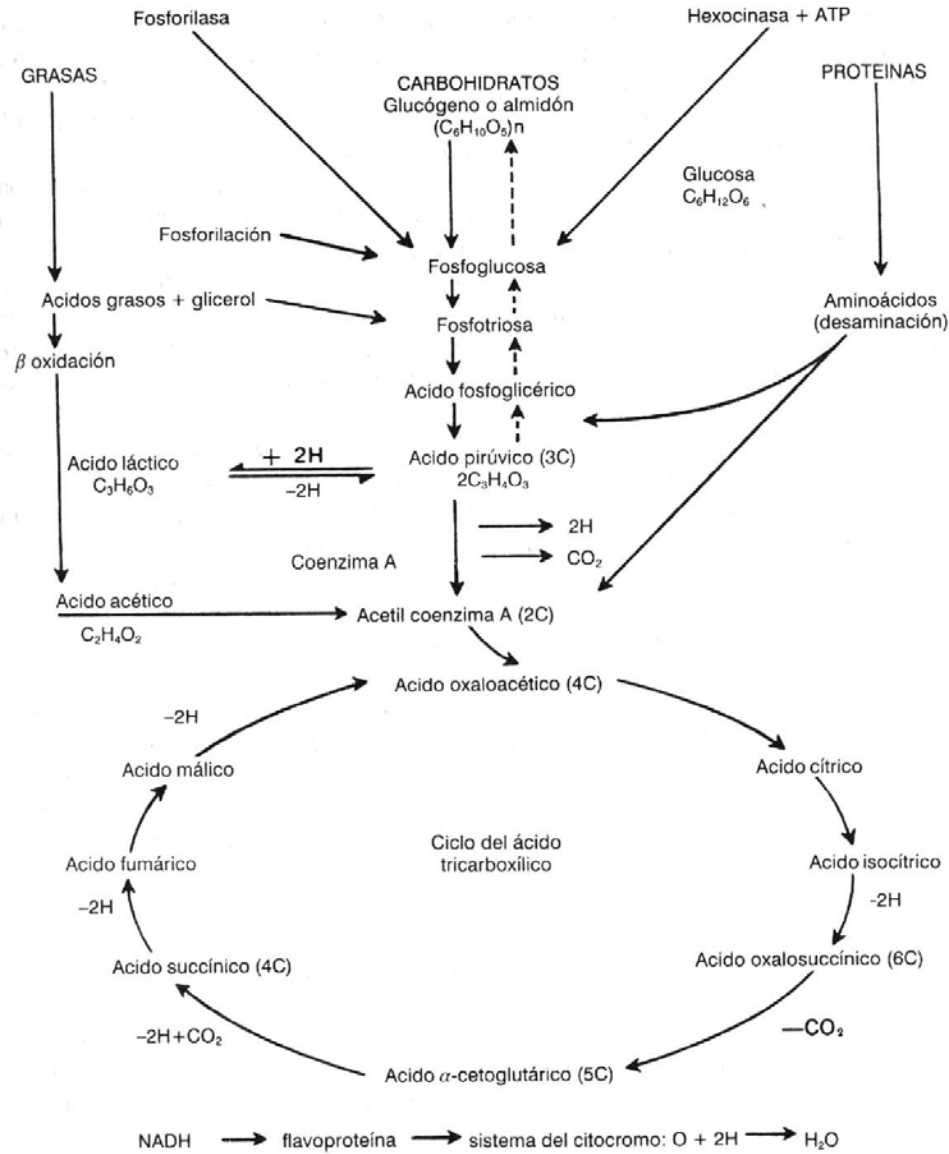 Fosforilasa
Hexocinasa + ATP
GRASAS
CARBOHIDRATOS
Glucógeno o almidón
(C₆H₁₀O₅)n
PROTEINAS
Glucosa
C₆H₁₂O₆
Fosforilación
Fosfoglucosa
Acidos grasos + glicerol
Fosfotriosa
Aminoácidos
(desaminación)
β oxidación
Acido fosfoglicérico
Acido láctico
C₃H₆O₃
+ 2H
–2H
Acido pirúvico (3C)
2C₃H₄O₃
2H
CO₂
Coenzima A
Acido acético
C₂H₄O₂
Acetil coenzima A (2C)
Acido oxaloacético (4C)
–2H
Acido málico
Acido cítrico
Ciclo del ácido
tricarboxílico
Acido fumárico
Acido isocítrico
–2H
-2H
Acido succínico (4C)
Acido oxalosuccínico (6C)
–2H+CO₂
—CO₂
Acido α-cetoglutárico (5C)
NADH → flavoproteína → sistema del citocromo: O + 2H → H₂O